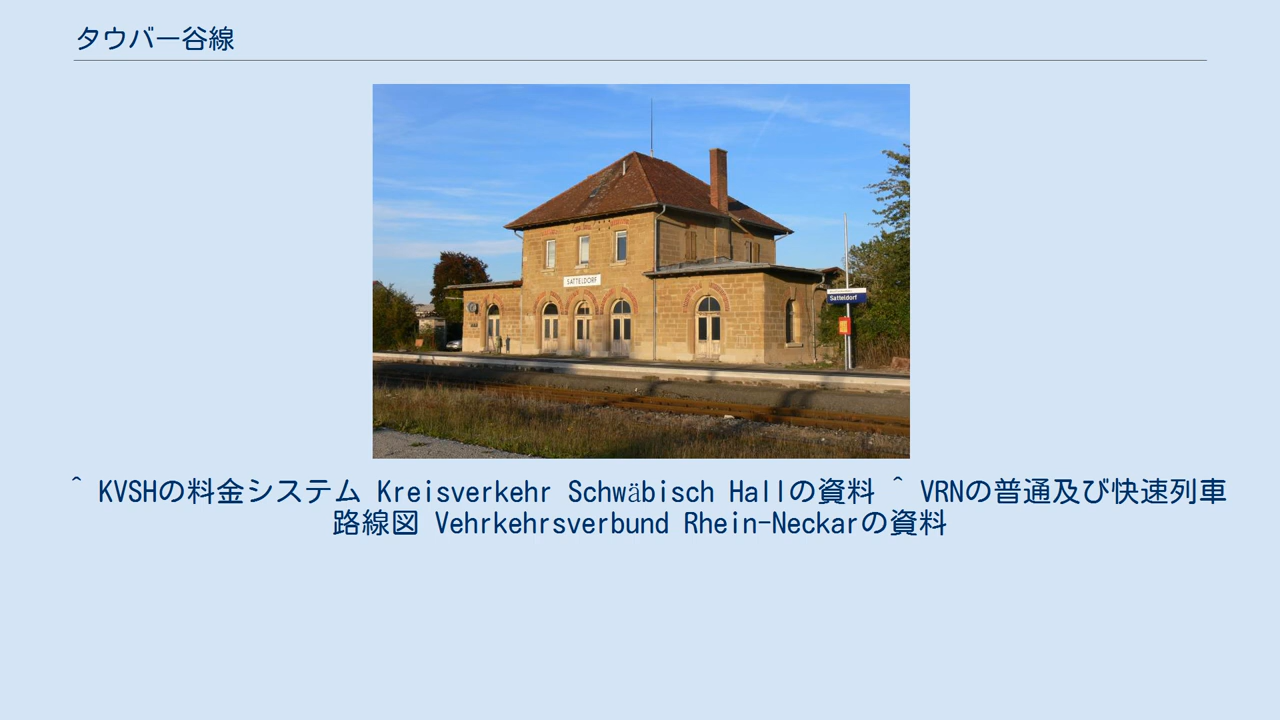 タウバー谷線
SATTELDORF
Satteldorf
^ KVSHの料金システム Kreisverkehr Schwäbisch Hallの資料 ^ VRNの普通及び快速列車
路線図 Vehrkehrsverbund Rhein-Neckarの資料